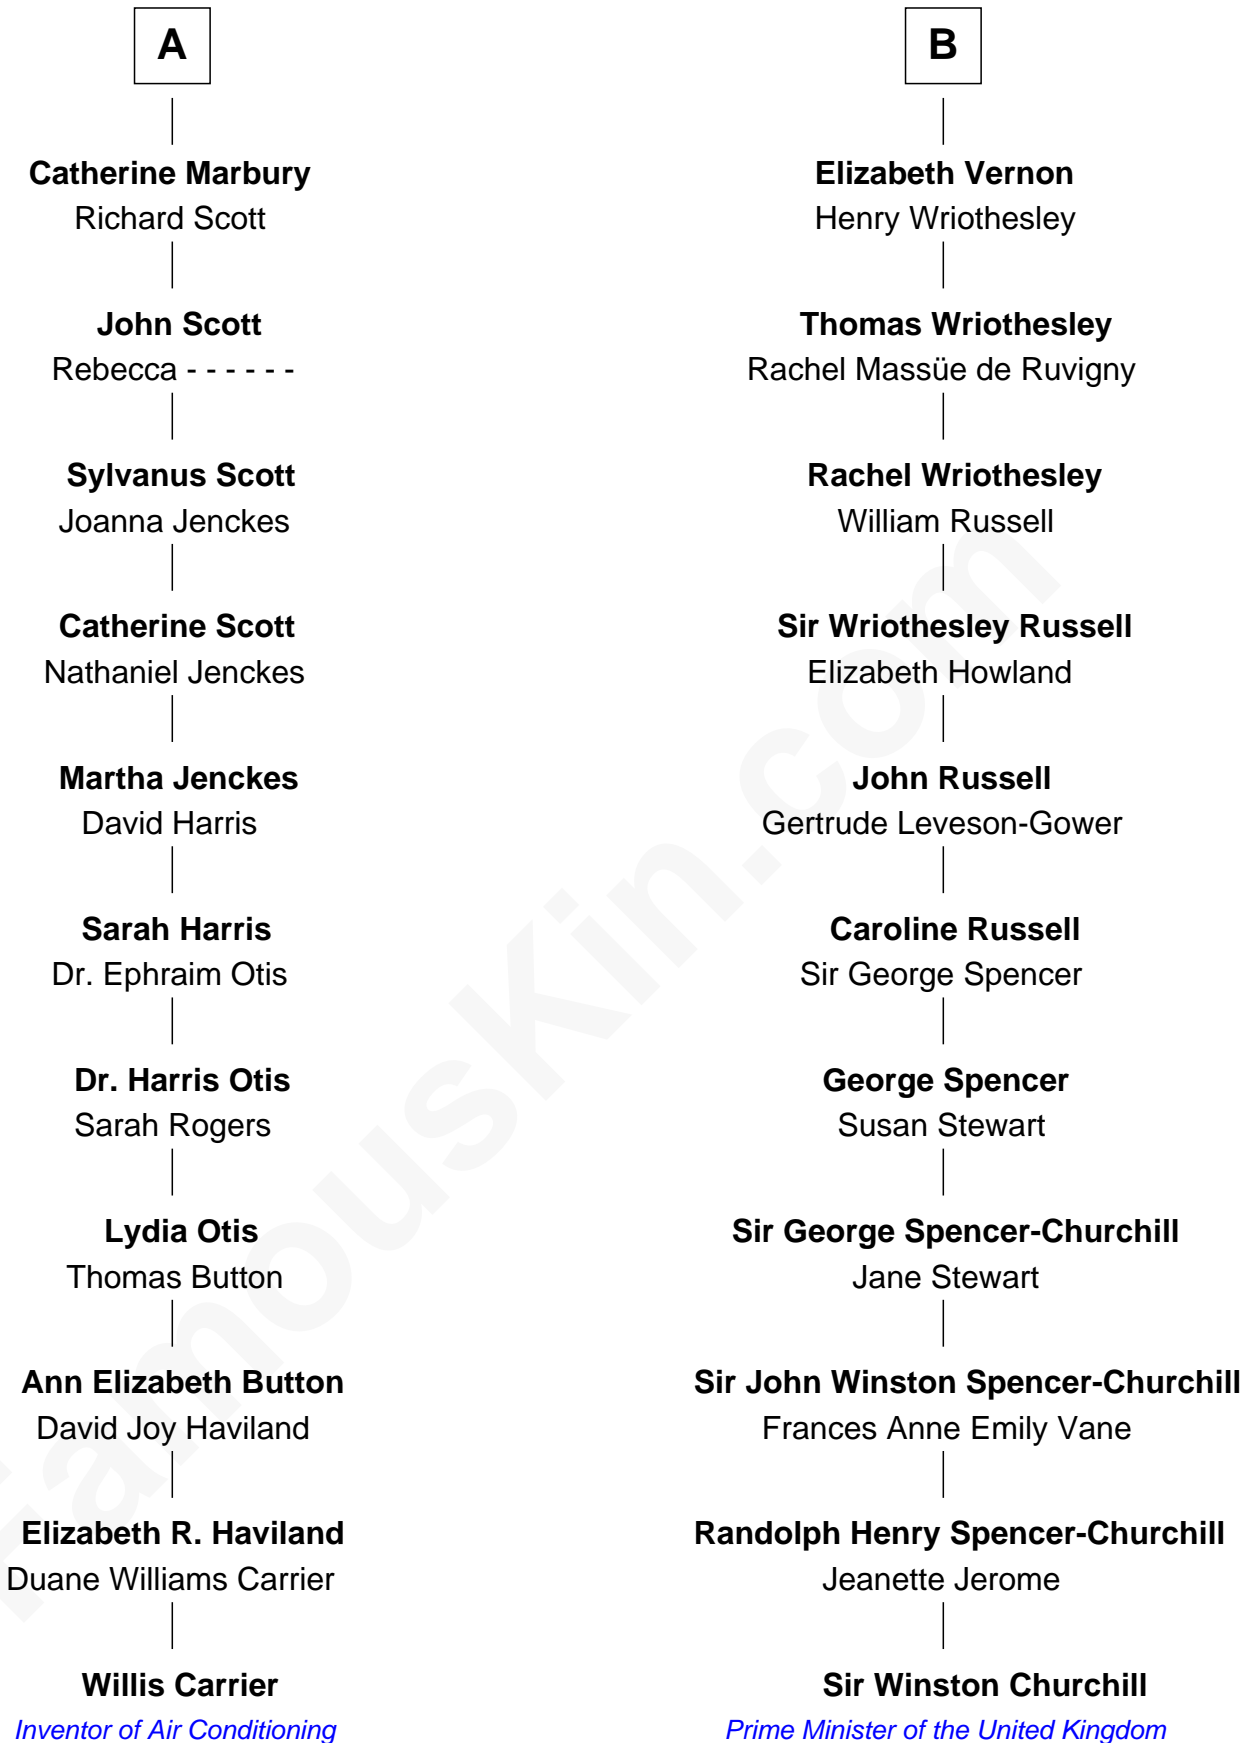 A
Catherine Marbury
Richard Scott
John Scott
Rebecca - - - - - -
Sylvanus Scott
Joanna Jenckes
Catherine Scott
Nathaniel Jenckes
Martha Jenckes
David Harris
Sarah Harris
Dr. Ephraim Otis
Dr. Harris Otis
Sarah Rogers
Lydia Otis
Thomas Button
Ann Elizabeth Button
David Joy Haviland
Elizabeth R. Haviland
Duane Williams Carrier
Willis Carrier
Inventor of Air Conditioning
B
Elizabeth Vernon
Henry Wriothesley
Thomas Wriothesley
Rachel Massüe de Ruvigny
Rachel Wriothesley
William Russell
Sir Wriothesley Russell
Elizabeth Howland
John Russell
Gertrude Leveson-Gower
Caroline Russell
Sir George Spencer
George Spencer
Susan Stewart
Sir George Spencer-Churchill
Jane Stewart
Sir John Winston Spencer-Churchill
Frances Anne Emily Vane
Randolph Henry Spencer-Churchill
Jeanette Jerome
Sir Winston Churchill
Prime Minister of the United Kingdom
FamousKin.com